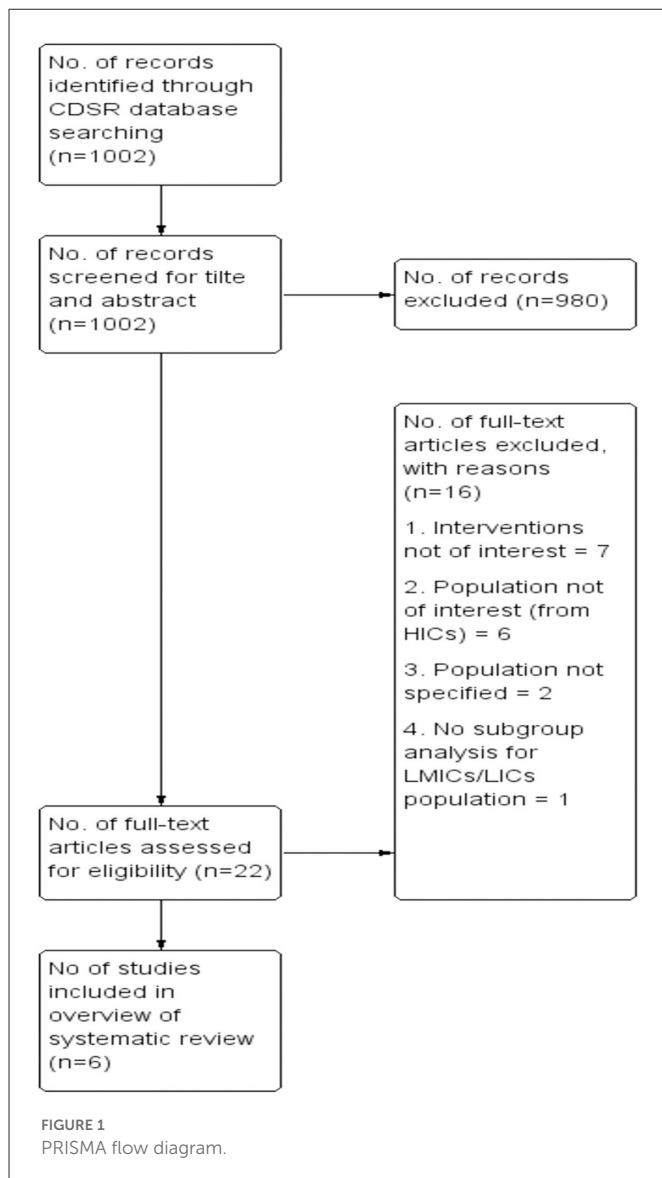 No. of records
identified through
CDSR database
searching
(n=1002)
No. of records
screened for tilte
and abstract
(n=1002)
No. of records
excluded (n=980)
No. of full-text
articles excluded,
with reasons
(n=16)
1. Interventions
not of interest = 7
2. Population not
of interest (from
HICs) = 6
3. Population not
specified = 2
4. No subgroup
analysis for
LMICs/LICs
population = 1
No. of full-text
articles assessed
for eligibility (n=22)
No of studies
included in
overview of
systematic review
(n=6)
FIGURE 1
PRISMA flow diagram.